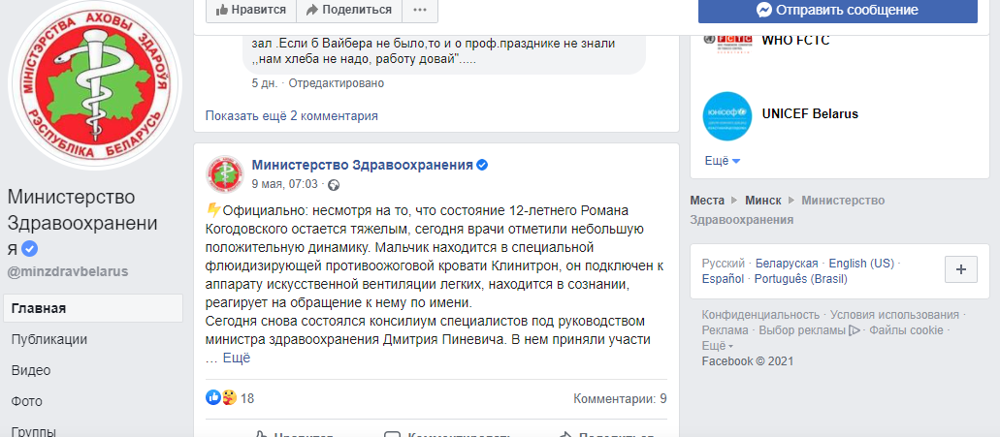 МІНІСТЭРСТВА АХОВЫ ЗДАРОЎЯ
РЭСПУБЛІКА БЕЛАРУСЬ
Министерство
Здравоохранени
я
@minzdravbelarus
Главная
Публикации
Видео
Фото
Группы
Нравится
Поделиться
···
зал .Если б Вайбера не было,то и о проф.празднике не знали
,,нам хлеба не надо, работу довай".....
5 дн. · Отредактировано
Показать ещё 2 комментария
Министерство Здравоохранения
9 мая, 07:03 ·
⚡Официально: несмотря на то, что состояние 12-летнего Романа
Когодовского остается тяжелым, сегодня врачи отметили небольшую
положительную динамику. Мальчик находится в специальной
флюидизирующей противоожоговой кровати Клинитрон, он подключен к
аппарату искусственной вентиляции легких, находится в сознании,
реагирует на обращение к нему по имени.
Сегодня снова состоялся консилиум специалистов под руководством
министра здравоохранения Дмитрия Пиневича. В нем приняли участи
… Ещё
18
Комментарии: 9
Нравится
Комментировать
Поделиться
Отправить сообщение
FCTC
WHO FCTC
юнісеф
UNICEF Belarus
Ещё
Места
Минск
Министерство
Здравоохранения
Русский · Беларуская · English (US) ·
Español · Português (Brasil)
+
Конфиденциальность · Условия использования ·
Реклама · Выбор рекламы · Файлы cookie ·
Ещё
Facebook © 2021